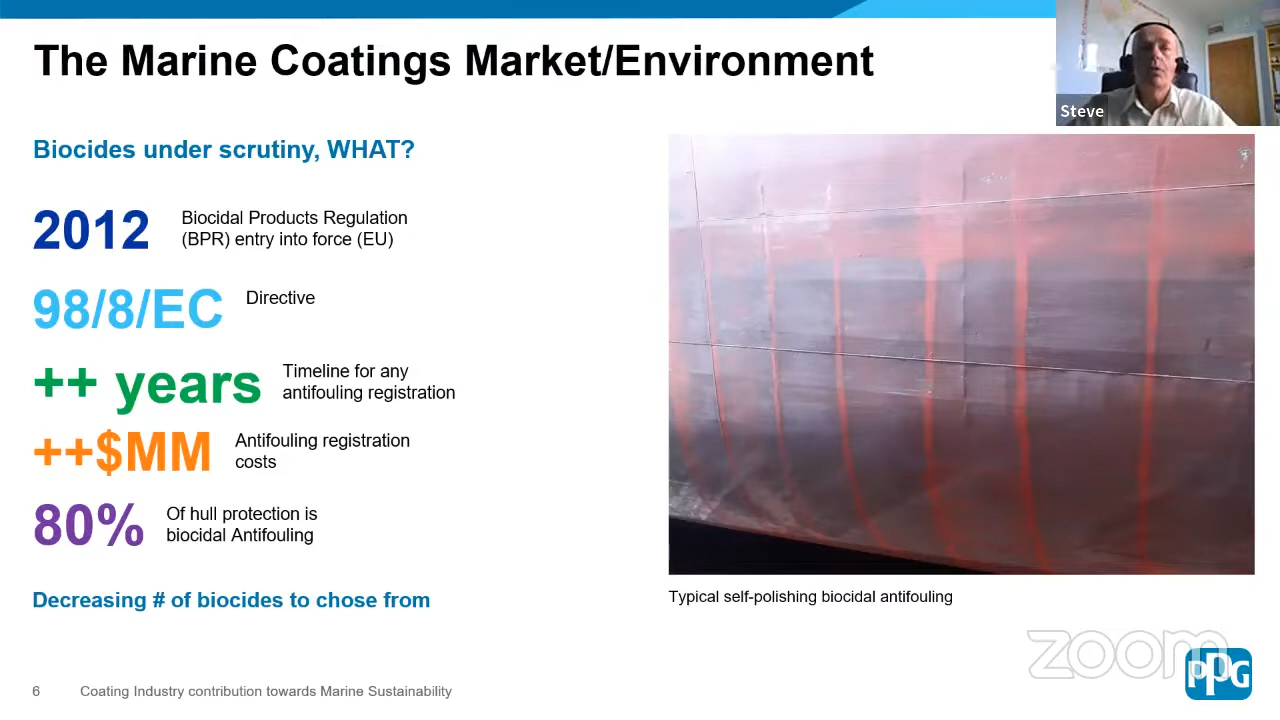 The Marine Coatings Market/Environment
Steve
Biocides under scrutiny, WHAT?
2012
Biocidal Products Regulation
(BPR) entry into force (EU)
98/8/EC
Directive
++ years
Timeline for any
antifouling registration
++$MM
Antifouling registration
costs
80%
Of hull protection is
biocidal Antifouling
Decreasing # of biocides to chose from
Typical self-polishing biocidal antifouling
zoom
PPG
6
Coating Industry contribution towards Marine Sustainability